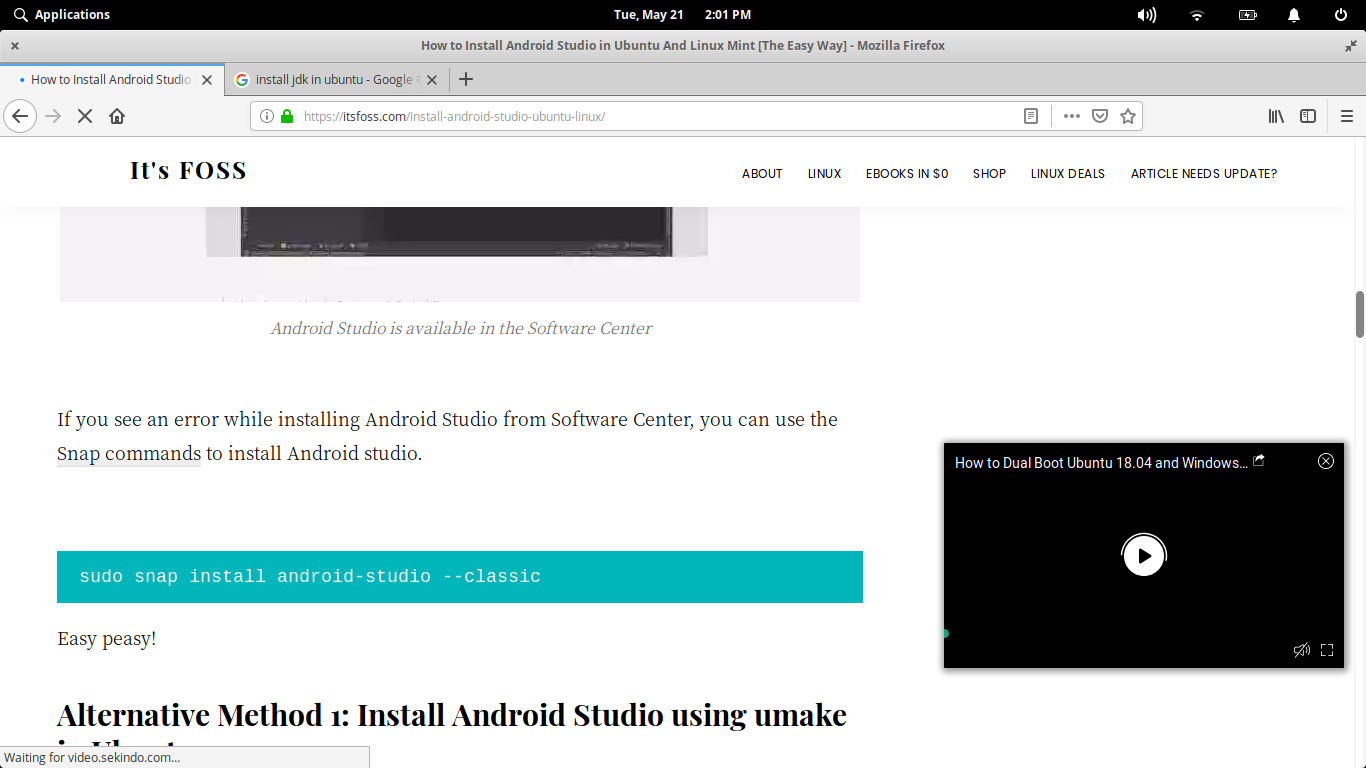 Applications
Tue, May 21 2:01 PM
How to Install Android Studio in Ubuntu And Linux Mint [The Easy Way] - Mozilla Firefox
How to Install Android Studio
install jdk in ubuntu - Google
https://itsfoss.com/install-android-studio-ubuntu-linux/
It's FOSS
ABOUT LINUX EBOOKS IN $0 SHOP LINUX DEALS ARTICLE NEEDS UPDATE?
Android Studio is available in the Software Center
If you see an error while installing Android Studio from Software Center, you can use the
Snap commands to install Android studio.
How to Dual Boot Ubuntu 18.04 and Windows...
sudo snap install android-studio --classic
Easy peasy!
Alternative Method 1: Install Android Studio using umake
Waiting for video.sekindo.com...